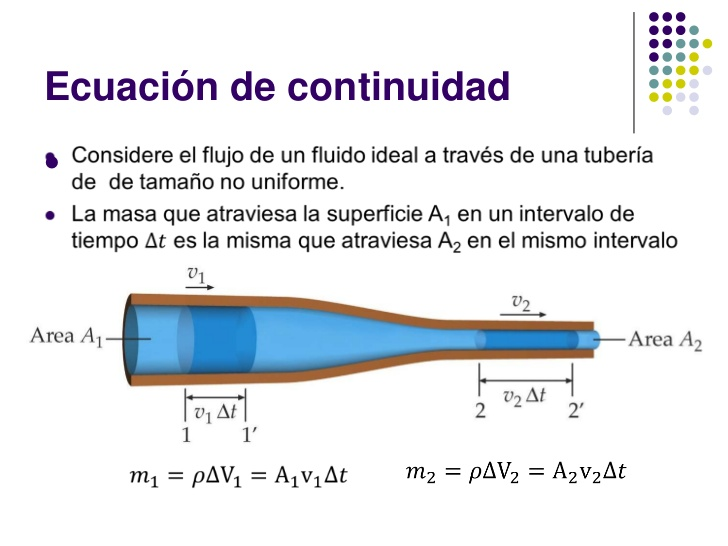 Ecuación de continuidad
Considere el flujo de un fluido ideal a través de una tubería
de de tamaño no uniforme.
La masa que atraviesa la superficie A₁ en un intervalo de
tiempo Δt es la misma que atraviesa A₂ en el mismo intervalo
v₁
v₂
Area A₁
Area A₂
v₁ Δt
v₂ Δt
1 1′
2 2′
m₁ = ρΔV₁ = A₁v₁Δt
m₂ = ρΔV₂ = A₂v₂Δt